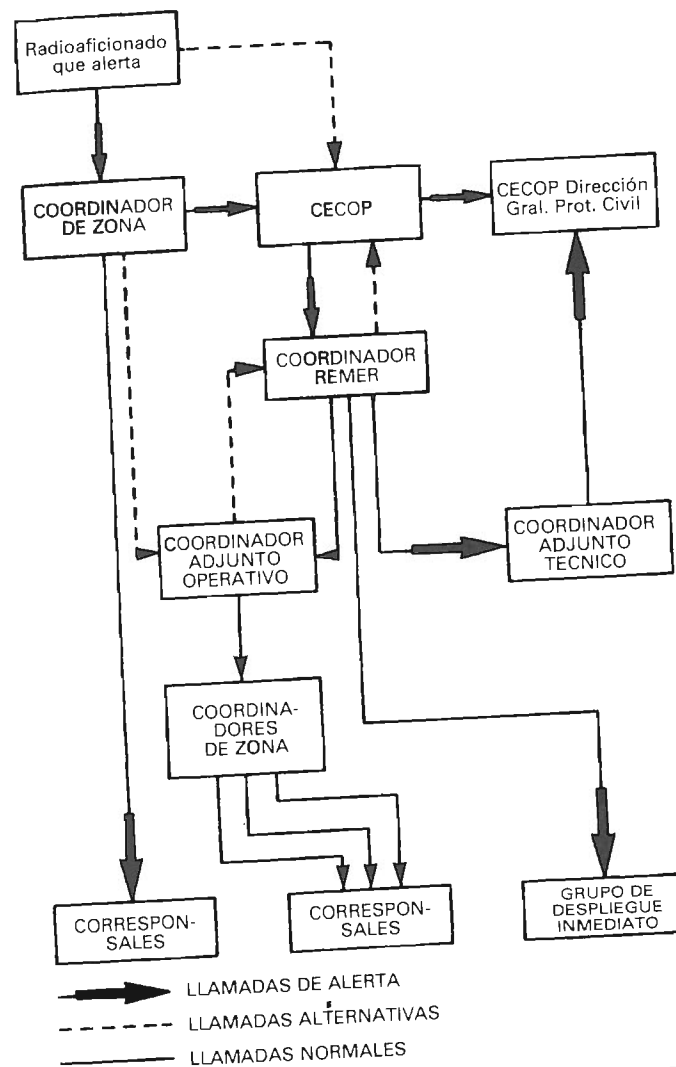 Radioaficionado
que alerta
COORDINADOR
DE ZONA
CECOP
CECOP Dirección
Gral. Prot. Civil
COORDINADOR
REMER
COORDINADOR
ADJUNTO
OPERATIVO
COORDINADOR
ADJUNTO
TECNICO
COORDINA-
DORES
DE ZONA
CORRESPON-
SALES
CORRESPON-
SALES
GRUPO DE
DESPLIEGUE
INMEDIATO
LLAMADAS DE ALERTA
LLAMADAS ALTERNATIVAS
LLAMADAS NORMALES